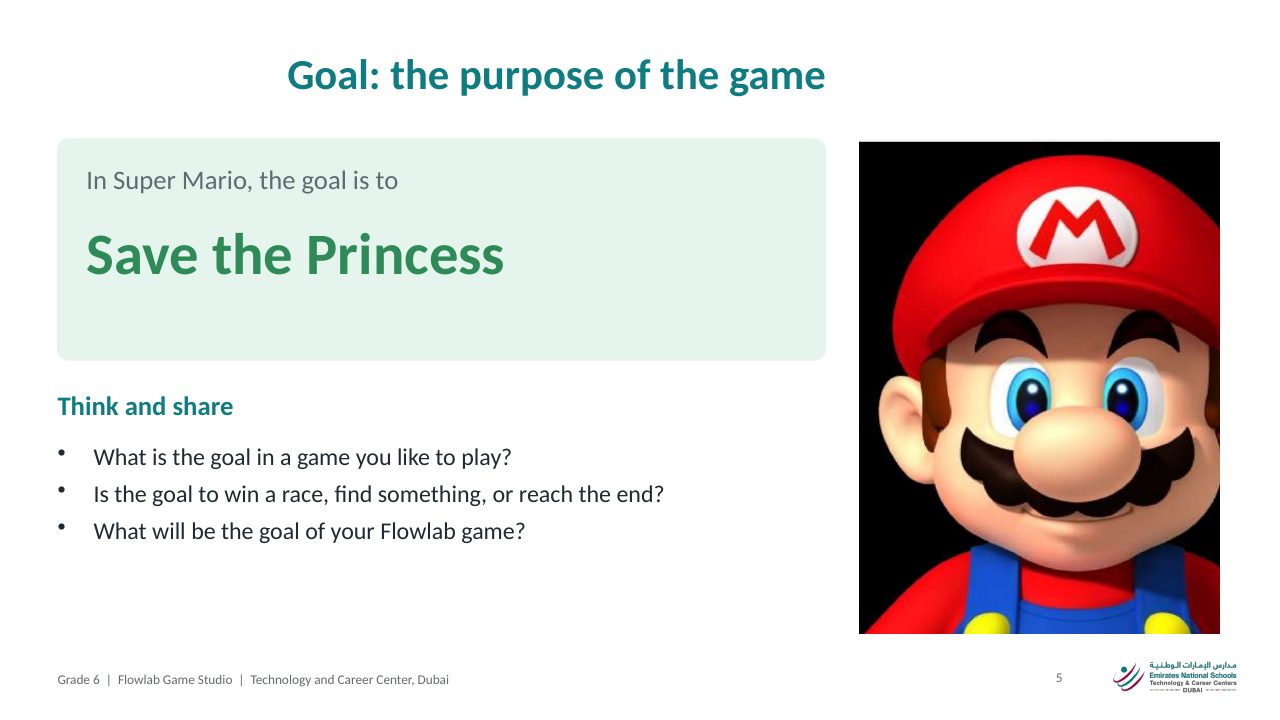 Goal: the purpose of the game
In Super Mario, the goal is to
Save the Princess
M
Think and share
• What is the goal in a game you like to play?
• Is the goal to win a race, find something, or reach the end?
• What will be the goal of your Flowlab game?
Grade 6 | Flowlab Game Studio | Technology and Career Center, Dubai
5
مدارس الإمارات الوطنية
Emirates National Schools
Technology & Career Centers
DUBAI